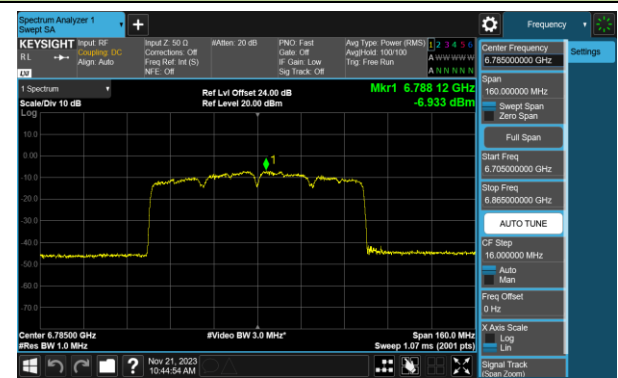 Spectrum Analyzer 1
Swept SA
Frequency
KEYSIGHT
Input: RF
Coupling: DC
Align: Auto
Input Z: 50 Ω
Corrections: Off
Freq Ref: Int (S)
NFE: Off
#Atten: 20 dB
PNO: Fast
Gate: Off
IF Gain: Low
Sig Track: Off
Avg Type: Power (RMS)
Avg|Hold: 100/100
Trig: Free Run
1 2 3 4 5 6
A W W W W W
A N N N N N
R L
LXI
Center Frequency
6.785000000 GHz
Settings
Span
160.000000 MHz
Swept Span
Zero Span
Full Span
Start Freq
6.705000000 GHz
Stop Freq
6.865000000 GHz
AUTO TUNE
CF Step
16.000000 MHz
Auto
Man
Freq Offset
0 Hz
X Axis Scale
Log
Lin
Signal Track
(Span Zoom)
1 Spectrum
Scale/Div 10 dB
Ref Lvl Offset 24.00 dB
Ref Level 20.00 dBm
Mkr1 6.788 12 GHz
-6.933 dBm
Log
10.0
0.00
-10.0
-20.0
-30.0
-40.0
-50.0
-60.0
-70.0
1
Center 6.78500 GHz
#Res BW 1.0 MHz
#Video BW 3.0 MHz*
Span 160.0 MHz
Sweep 1.07 ms (2001 pts)
Nov 21, 2023
10:44:54 AM